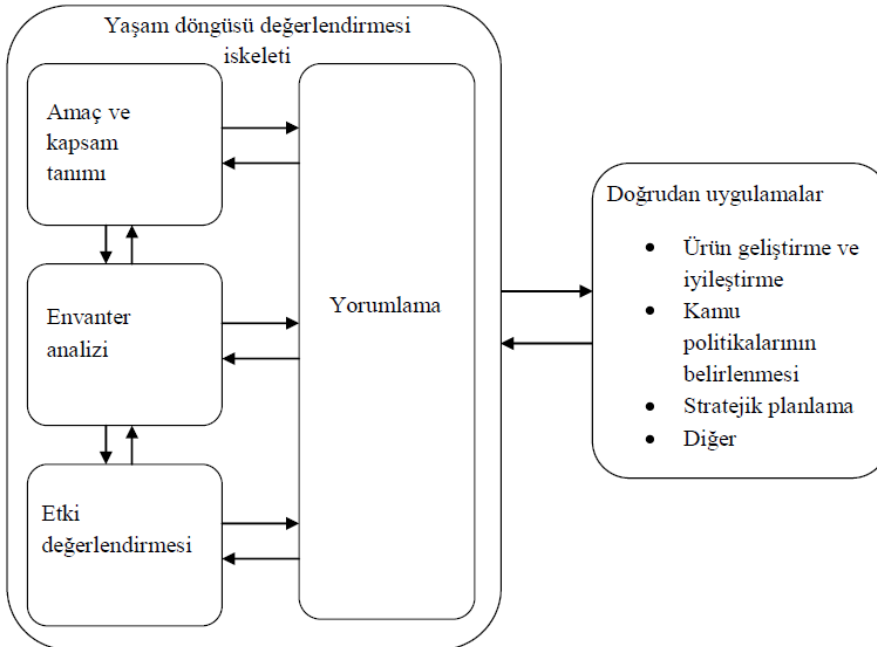 Yaşam döngüsü değerlendirmesi
iskeleti
Amaç ve
kapsam
tanımı
Envanter
analizi
Etki
değerlendirmesi
Yorumlama
Doğrudan uygulamalar
• Ürün geliştirme ve
iyileştirme
• Kamu
politikalarının
belirlenmesi
• Stratejik planlama
• Diğer